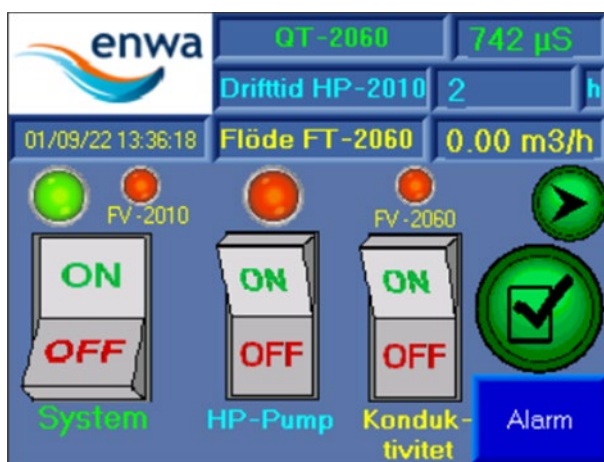 enwa
QT-2060
742 µS
Drifttid HP-2010
2
h
01/09/22 13:36:18
Flöde FT-2060
0.00 m3/h
FV-2010
FV-2060
ON
ON
ON
OFF
OFF
OFF
System
HP-Pump
Konduk-
tivitet
Alarm